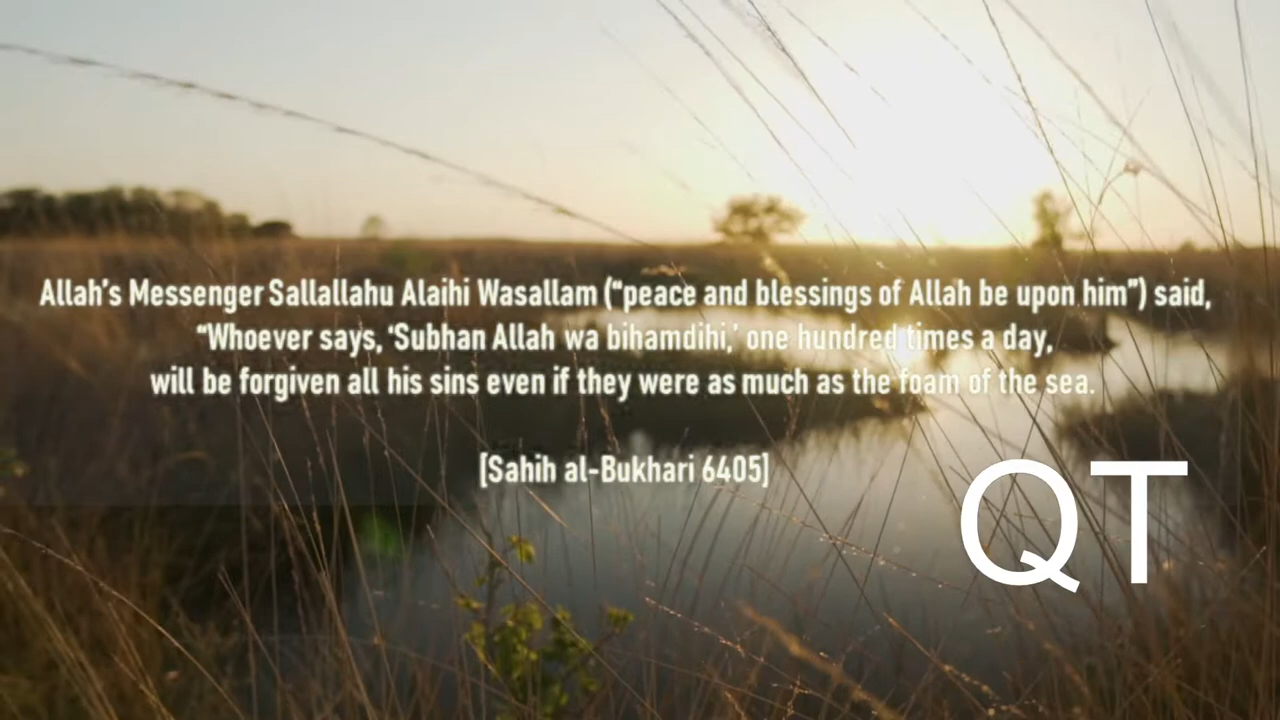 Allah's Messenger Sallallahu Alaihi Wasallam (“peace and blessings of Allah be upon him”) said,
“Whoever says, ‘Subhan Allah wa bihamdihi,’ one hundred times a day,
will be forgiven all his sins even if they were as much as the foam of the sea.
[Sahih al-Bukhari 6405]
QT